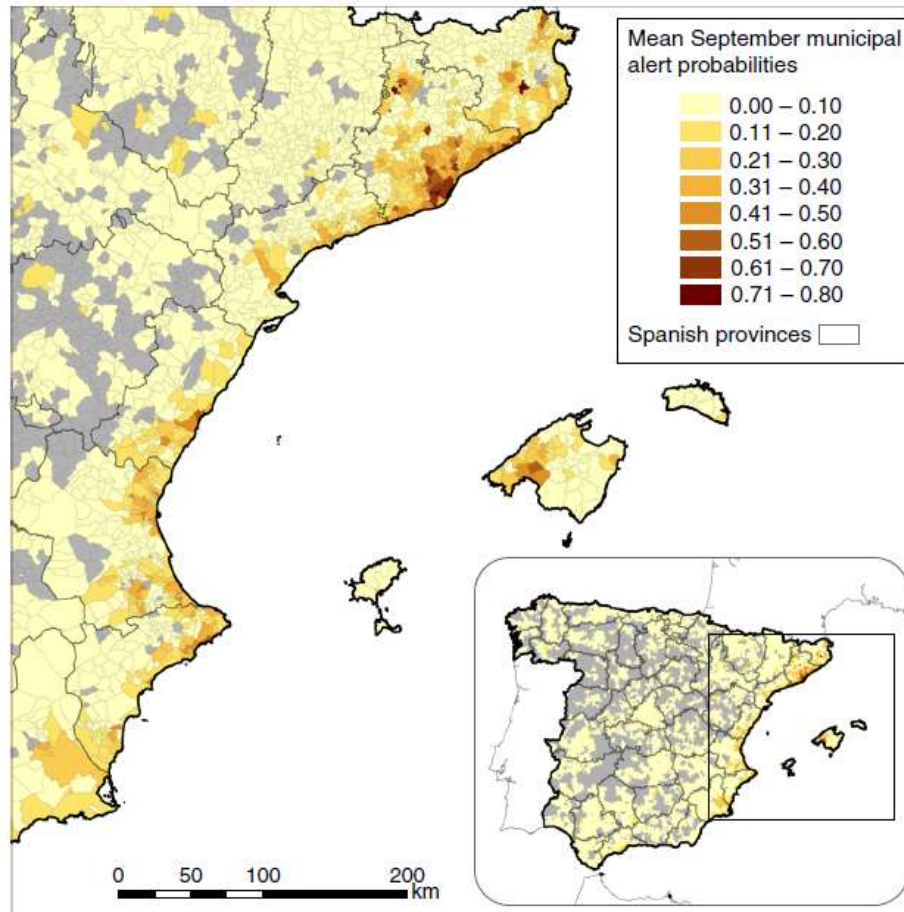 Mean September municipal
alert probabilities
0.00 – 0.10
0.11 – 0.20
0.21 – 0.30
0.31 – 0.40
0.41 – 0.50
0.51 – 0.60
0.61 – 0.70
0.71 – 0.80
Spanish provinces
0 50 100 200
km